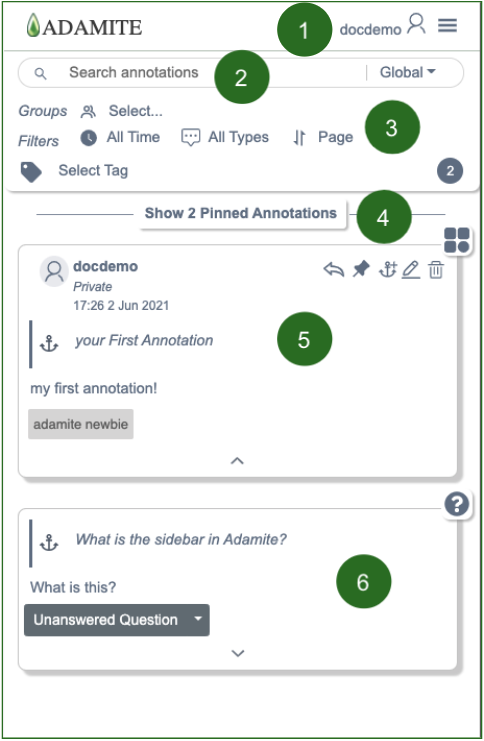 ADAMITE
1
docdemo
Search annotations
2
Global
Groups Select...
Filters All Time All Types Page
3
Select Tag
2
Show 2 Pinned Annotations
4
docdemo
Private
17:26 2 Jun 2021
your First Annotation
5
my first annotation!
adamite newbie
?
What is the sidebar in Adamite?
What is this?
6
Unanswered Question